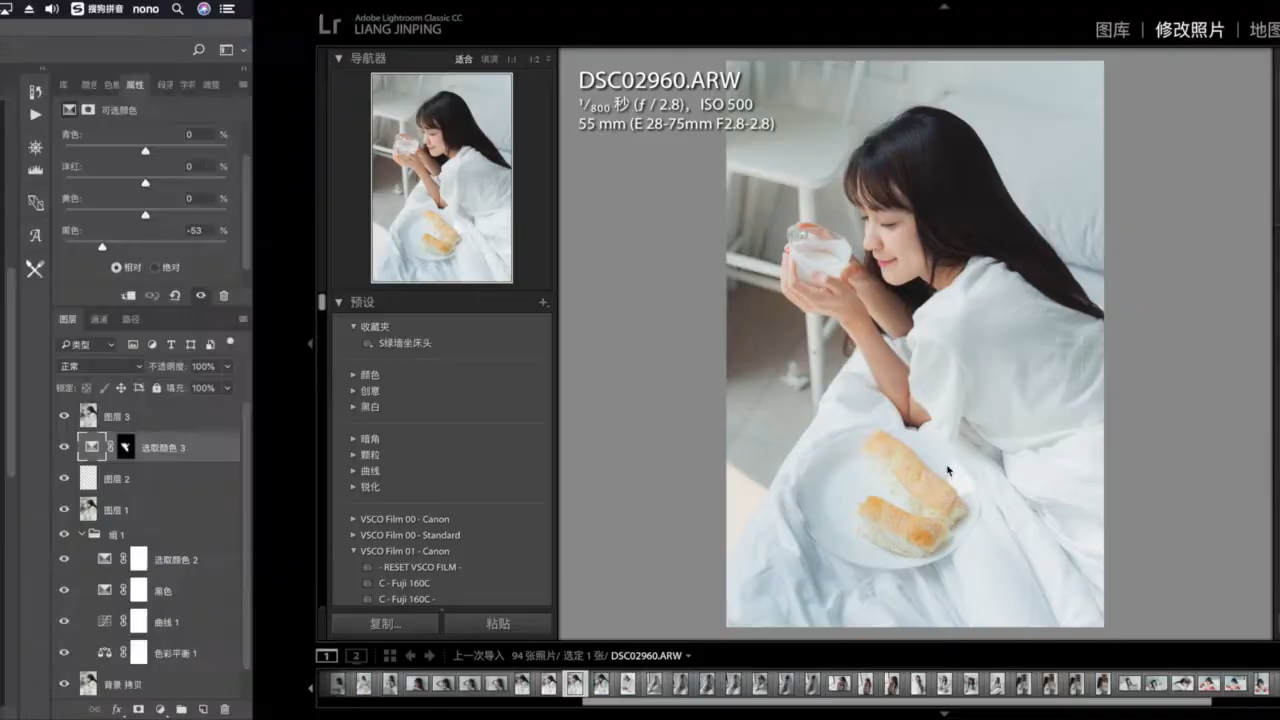 搜狗拼音 nono
库 颜色 色板 属性 段落 字符 调整
可选颜色
青色: 0 %
洋红: 0 %
黄色: 0 %
黑色: -53 %
相对 绝对
图层 通道 路径
类型
正常 不透明度: 100%
锁定: 填充: 100%
图层 3
选取颜色 3
图层 2
图层 1
组 1
选取颜色 2
黑色
曲线 1
色彩平衡 1
背景 拷贝
fx
Lr Adobe Lightroom Classic CC
LIANG JINPING
图库 | 修改照片 | 地图
导航器 适合 填满 1:1 1:2
预设
收藏夹
S绿墙坐床头
颜色
创意
黑白
暗角
颗粒
曲线
锐化
VSCO Film 00 - Canon
VSCO Film 00 - Standard
VSCO Film 01 - Canon
- RESET VSCO FILM -
C - Fuji 160C
C - Fuji 160C -
复制... 粘贴
DSC02960.ARW
1/800 秒 (ƒ / 2.8), ISO 500
55 mm (E 28-75mm F2.8-2.8)
1 2 上一次导入 94 张照片/ 选定 1 张/ DSC02960.ARW